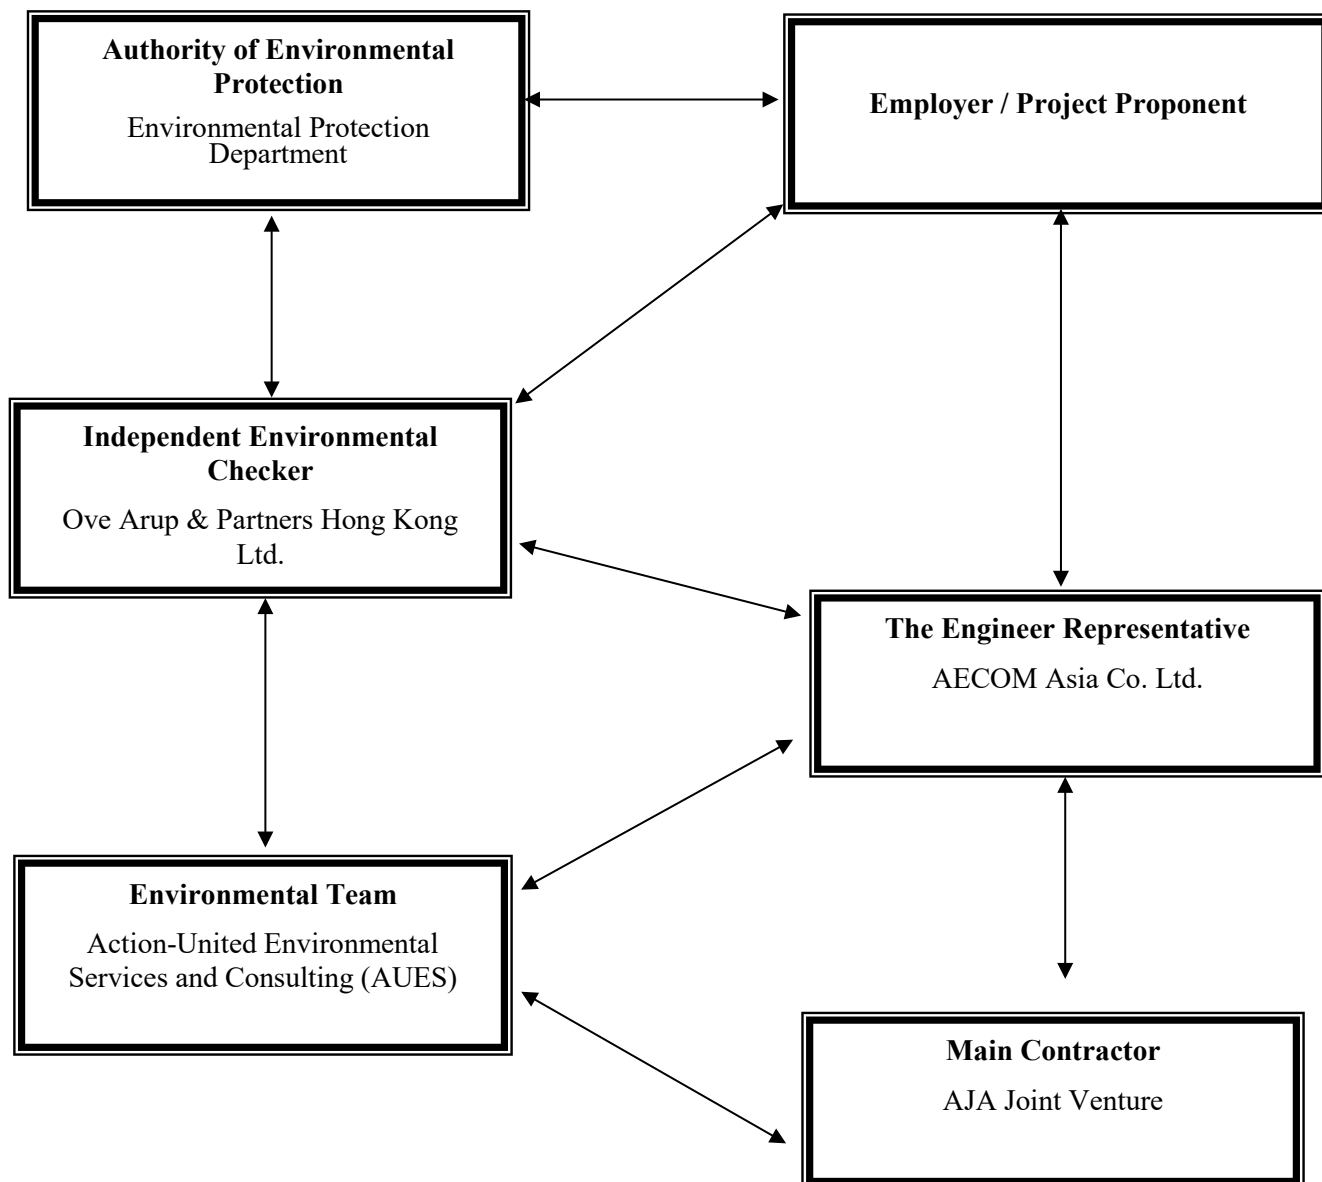 Authority of Environmental
Protection
Environmental Protection
Department
Employer / Project Proponent
Independent Environmental
Checker
Ove Arup & Partners Hong Kong
Ltd.
The Engineer Representative
AECOM Asia Co. Ltd.
Environmental Team
Action-United Environmental
Services and Consulting (AUES)
Main Contractor
AJA Joint Venture